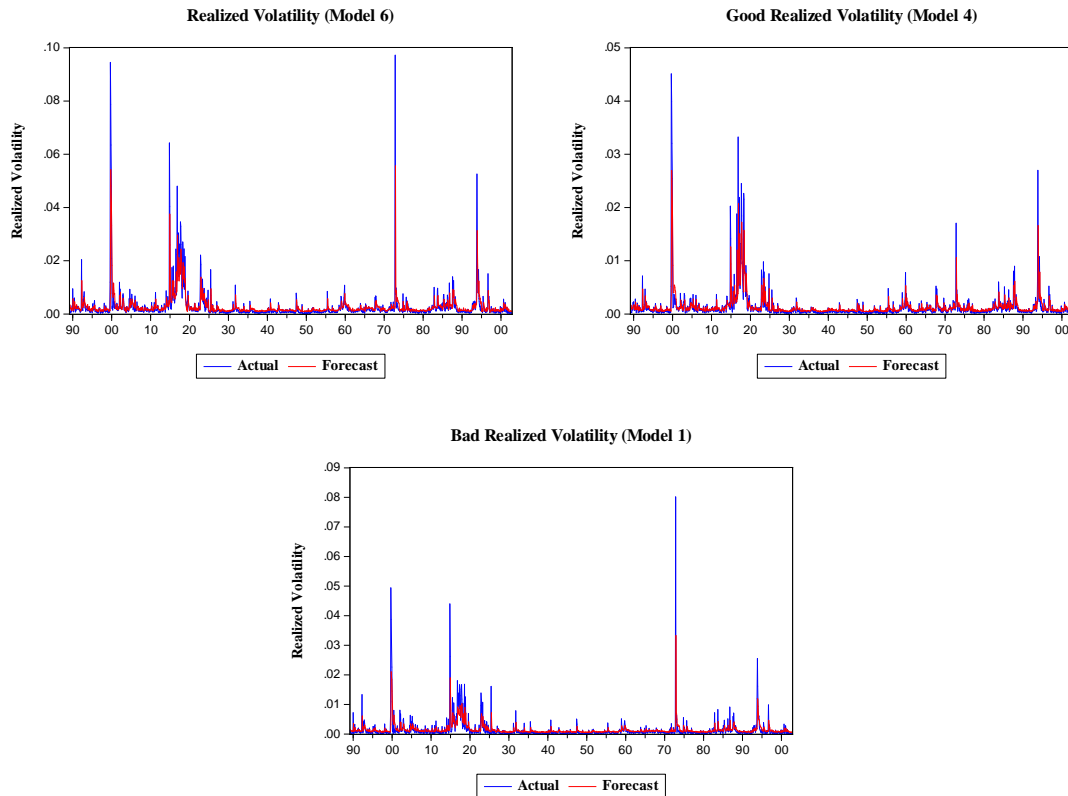 Realized Volatility (Model 6)
.10
.08
.06
.04
.02
.00
Realized Volatility
90 00 10 20 30 40 50 60 70 80 90 00
Actual Forecast
Good Realized Volatility (Model 4)
.05
.04
.03
.02
.01
.00
Realized Volatility
90 00 10 20 30 40 50 60 70 80 90 00
Actual Forecast
Bad Realized Volatility (Model 1)
.09
.08
.07
.06
.05
.04
.03
.02
.01
.00
Realized Volatility
90 00 10 20 30 40 50 60 70 80 90 00
Actual Forecast